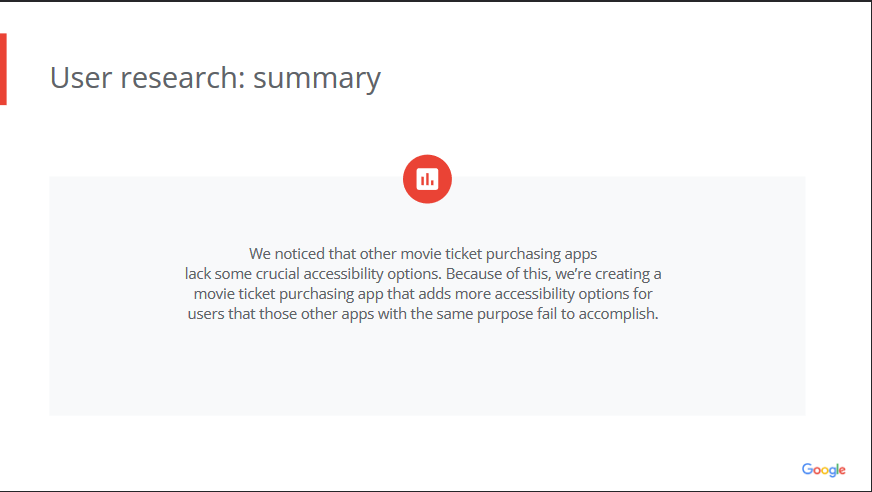 User research: summary
We noticed that other movie ticket purchasing apps
lack some crucial accessibility options. Because of this, we’re creating a
movie ticket purchasing app that adds more accessibility options for
users that those other apps with the same purpose fail to accomplish.
Google